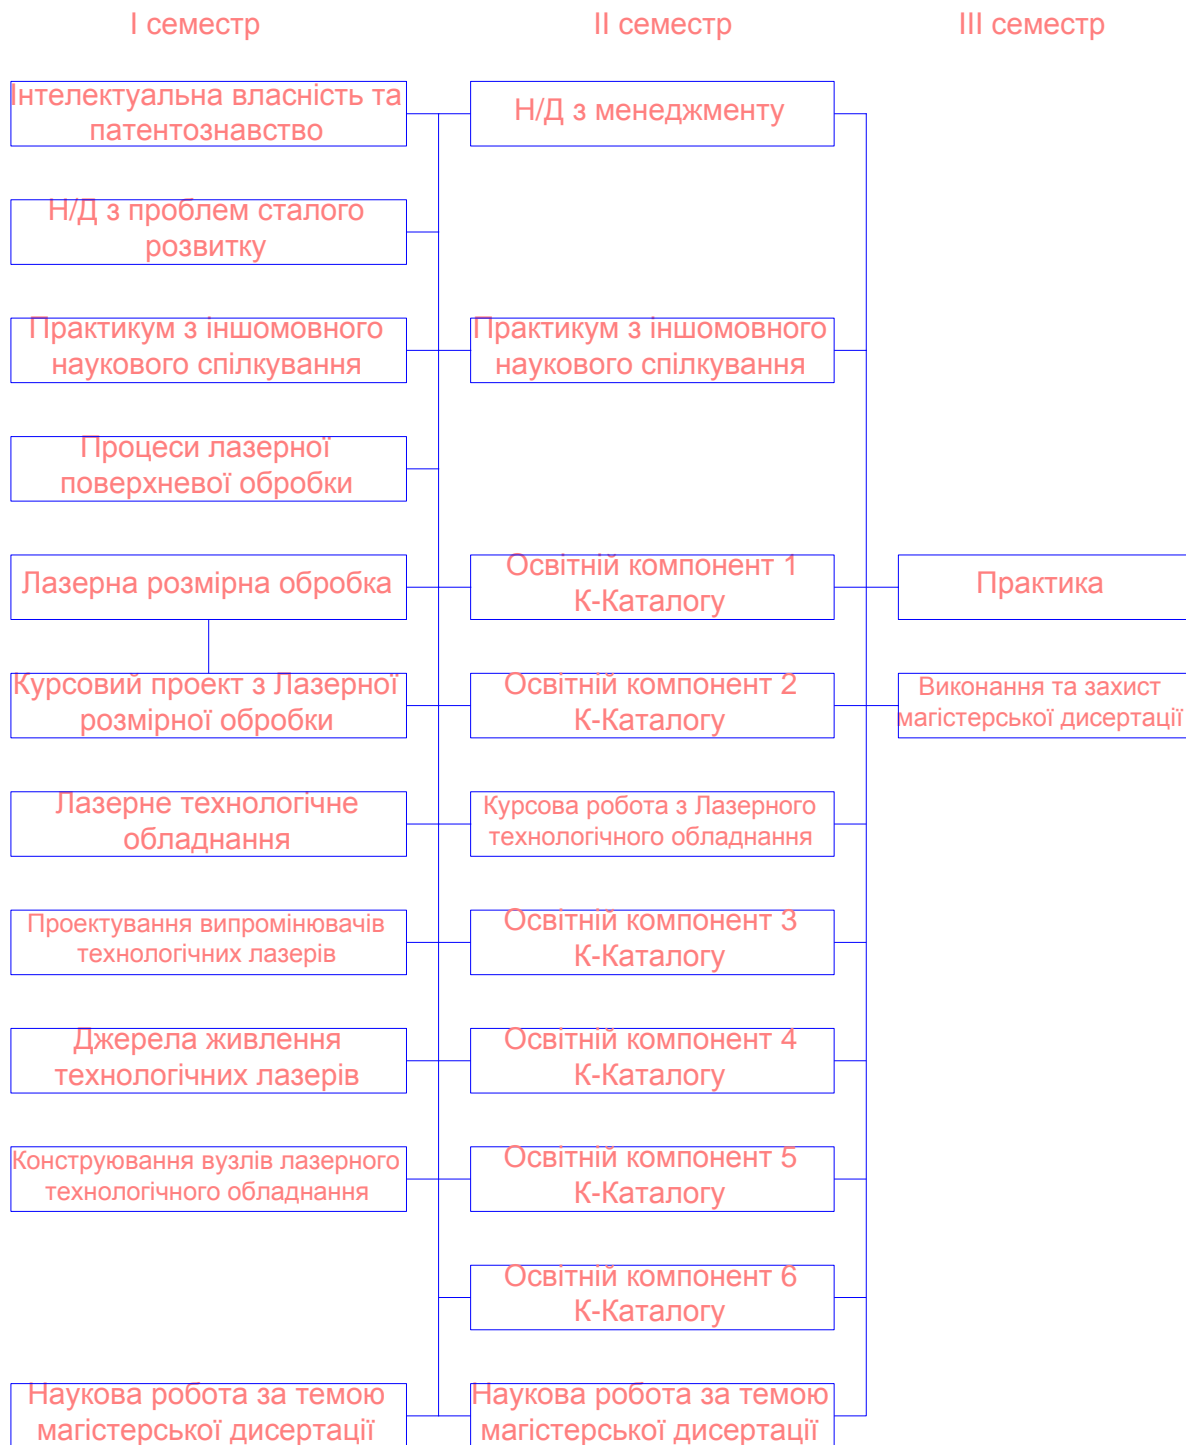 І семестр
ІІ семестр
ІІІ семестр
Інтелектуальна власність та
патентознавство
Н/Д з менеджменту
Н/Д з проблем сталого
розвитку
Практикум з іншомовного
наукового спілкування
Практикум з іншомовного
наукового спілкування
Процеси лазерної
поверхневої обробки
Лазерна розмірна обробка
Освітній компонент 1
К-Каталогу
Практика
Курсовий проект з Лазерної
розмірної обробки
Освітній компонент 2
К-Каталогу
Виконання та захист
магістерської дисертації
Лазерне технологічне
обладнання
Курсова робота з Лазерного
технологічного обладнання
Проектування випромінювачів
технологічних лазерів
Освітній компонент 3
К-Каталогу
Джерела живлення
технологічних лазерів
Освітній компонент 4
К-Каталогу
Конструювання вузлів лазерного
технологічного обладнання
Освітній компонент 5
К-Каталогу
Освітній компонент 6
К-Каталогу
Наукова робота за темою
магістерської дисертації
Наукова робота за темою
магістерської дисертації